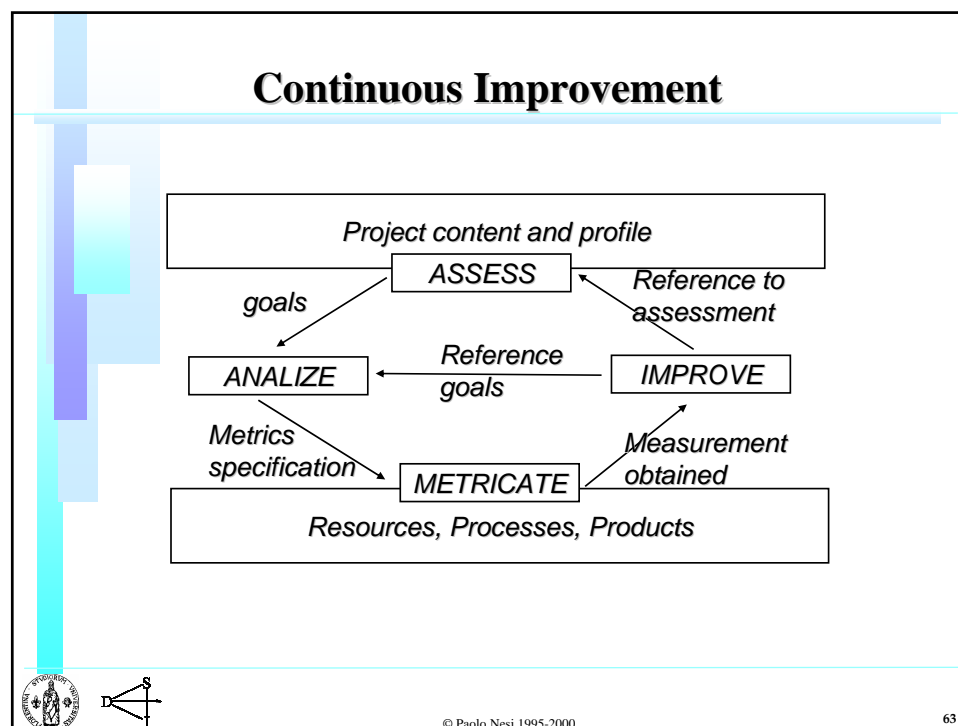 Continuous Improvement
Project content and profile
ASSESS
goals
Reference to
assessment
ANALIZE
Reference
goals
IMPROVE
Metrics
specification
Measurement
obtained
METRICATE
Resources, Processes, Products
D S I
© Paolo Nesi 1995-2000
63